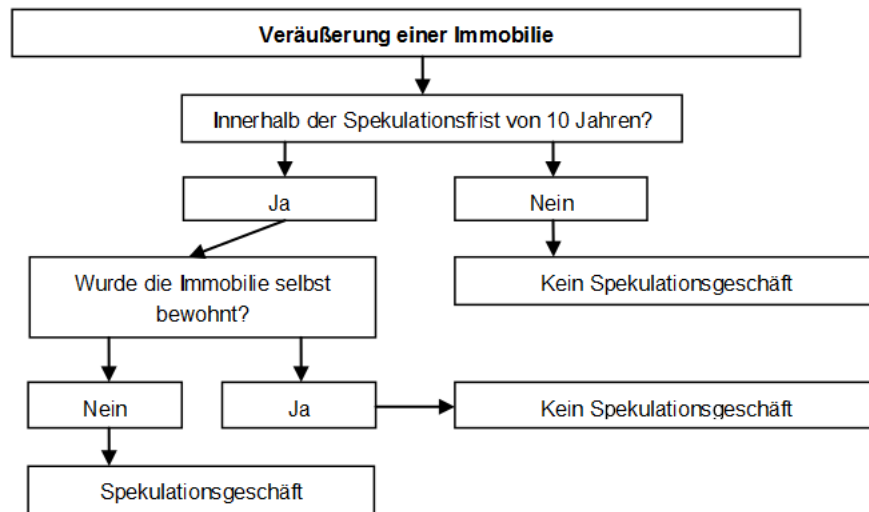 Veräußerung einer Immobilie
Innerhalb der Spekulationsfrist von 10 Jahren?
Ja
Nein
Wurde die Immobilie selbst
bewohnt?
Kein Spekulationsgeschäft
Nein
Ja
Kein Spekulationsgeschäft
Spekulationsgeschäft